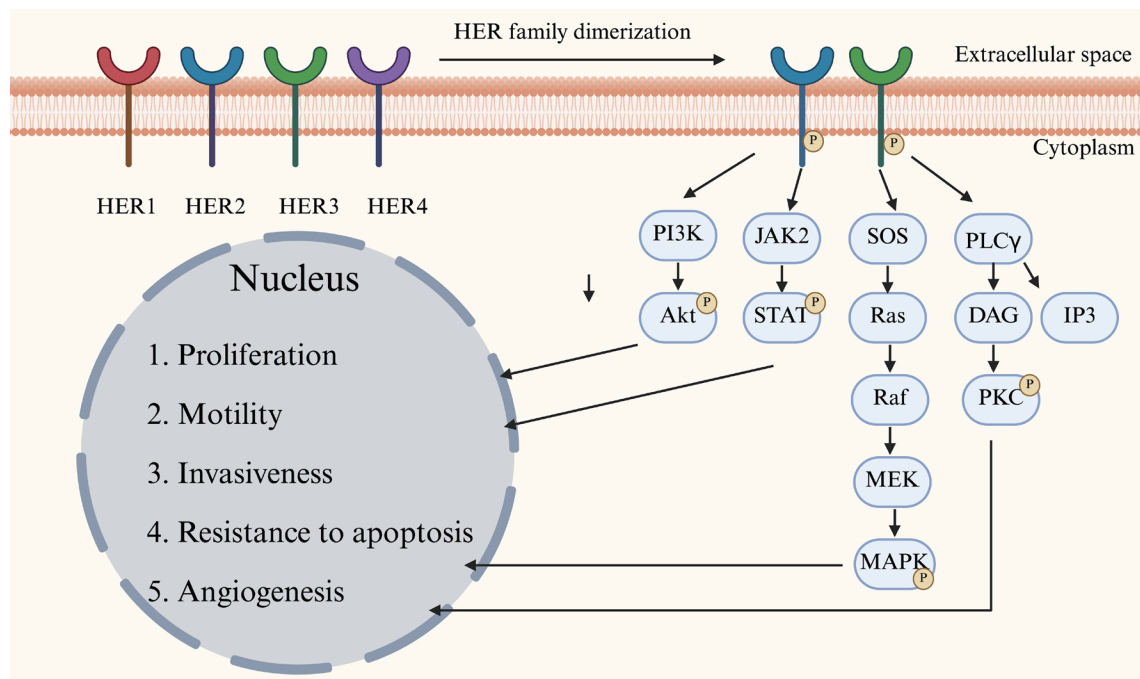 HER family dimerization
Extracellular space
Cytoplasm
P
P
HER1
HER2
HER3
HER4
PI3K
JAK2
SOS
PLCγ
Akt
P
STAT
P
Ras
DAG
IP3
Raf
PKC
P
MEK
MAPK
P
Nucleus
1. Proliferation
2. Motility
3. Invasiveness
4. Resistance to apoptosis
5. Angiogenesis